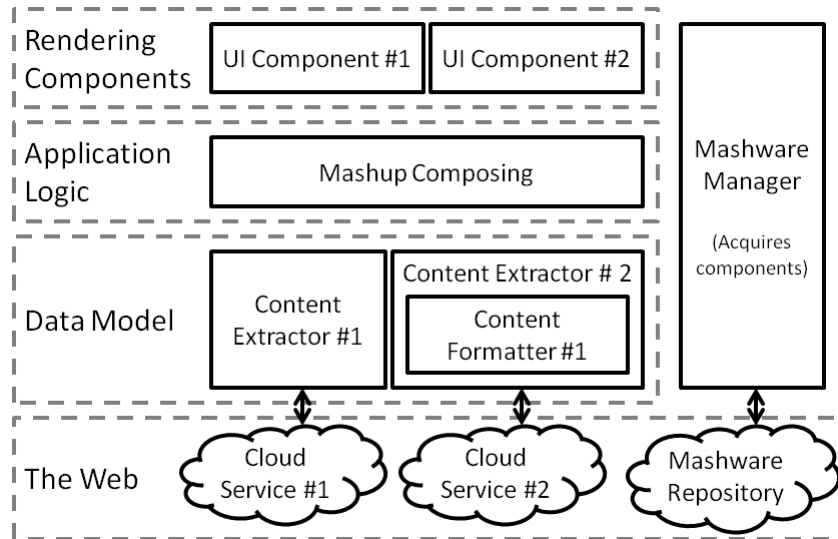 Rendering
Components
UI Component #1
UI Component #2
Application
Logic
Mashup Composing
Mashware
Manager
(Acquires
components)
Data Model
Content
Extractor #1
Content Extractor # 2
Content
Formatter #1
The Web
Cloud
Service #1
Cloud
Service #2
Mashware
Repository